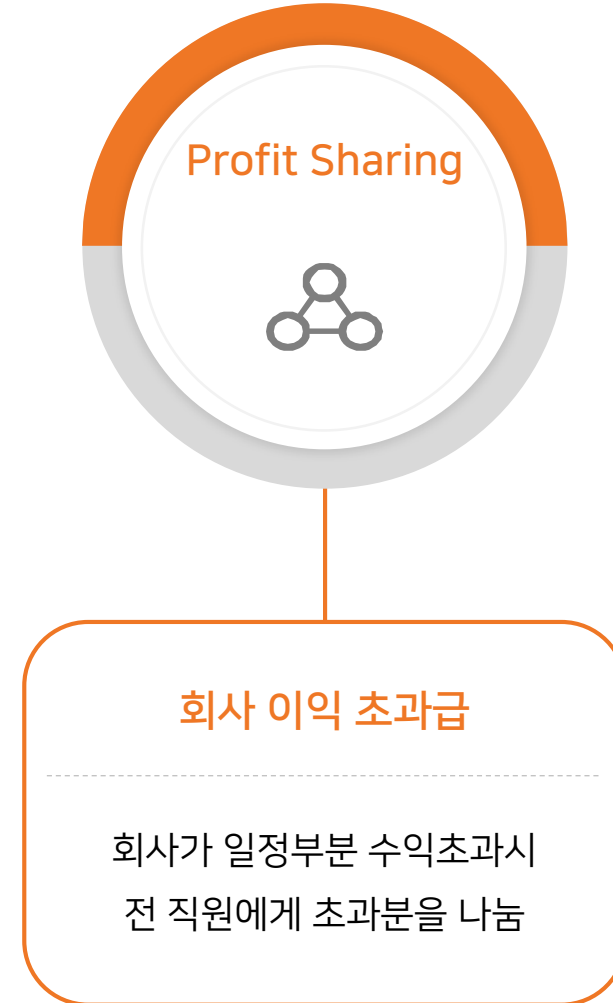 Profit Sharing
회사 이익 초과급
회사가 일정부분 수익초과시
전 직원에게 초과분을 나눔